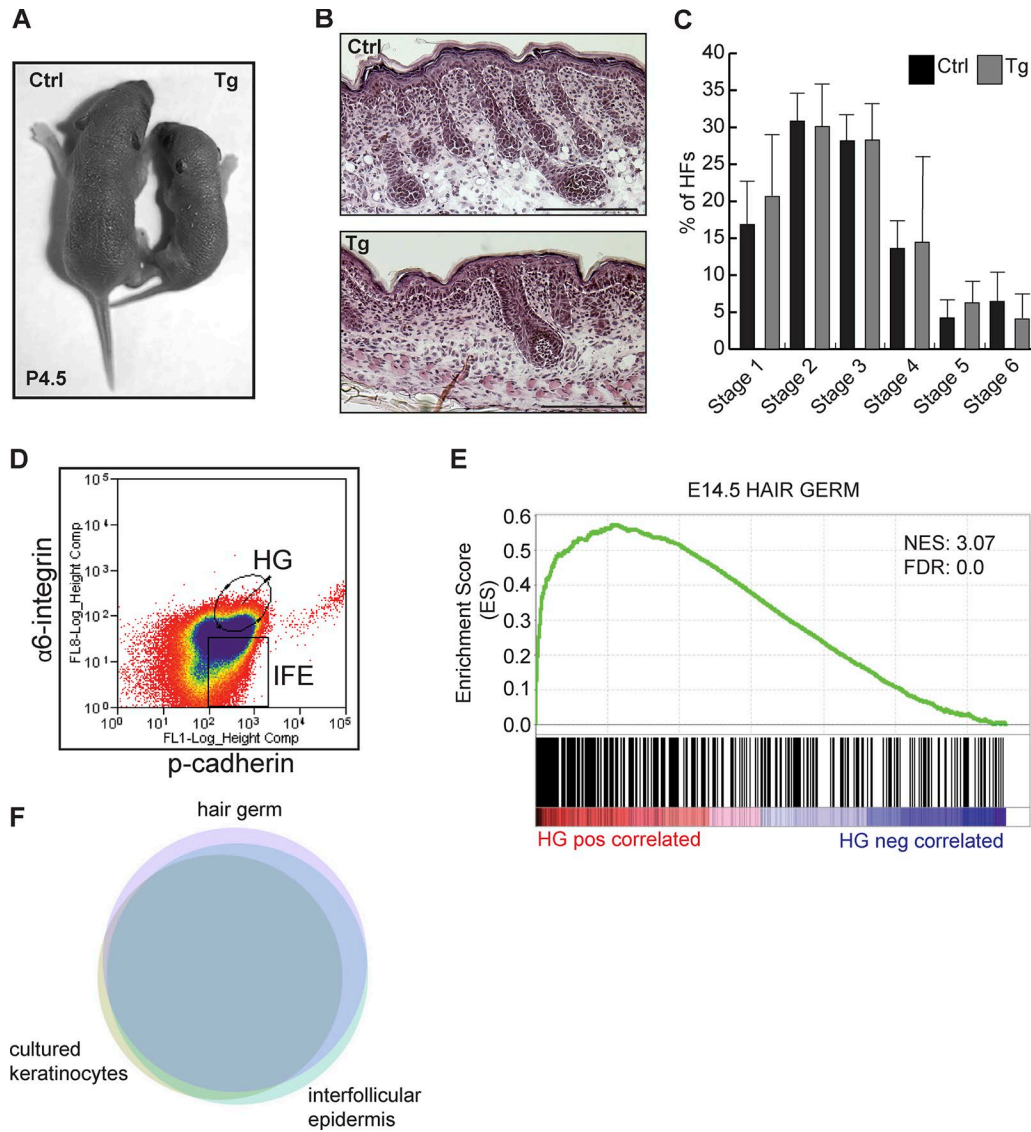 A
Ctrl Tg
P4.5
B
Ctrl
Tg
C
% of HFs
40
35
30
25
20
15
10
5
0
Ctrl Tg
Stage 1 Stage 2 Stage 3 Stage 4 Stage 5 Stage 6
D
α6-integrin
FL8-Log_Height Comp
10⁵
10⁴
10³
10²
10¹
10⁰
HG
IFE
10⁰ 10¹ 10² 10³ 10⁴ 10⁵
FL1-Log_Height Comp
p-cadherin
E
E14.5 HAIR GERM
Enrichment Score
(ES)
0.6
0.5
0.4
0.3
0.2
0.1
0.0
NES: 3.07
FDR: 0.0
HG pos correlated HG neg correlated
F
hair germ
cultured
keratinocytes
interfollicular
epidermis